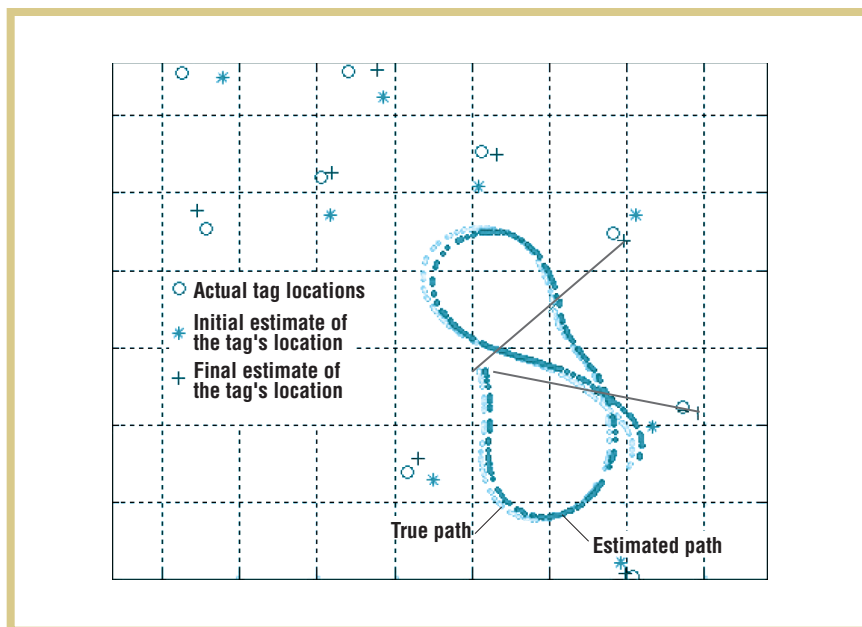 Actual tag locations
Initial estimate of
the tag's location
Final estimate of
the tag's location
True path
Estimated path